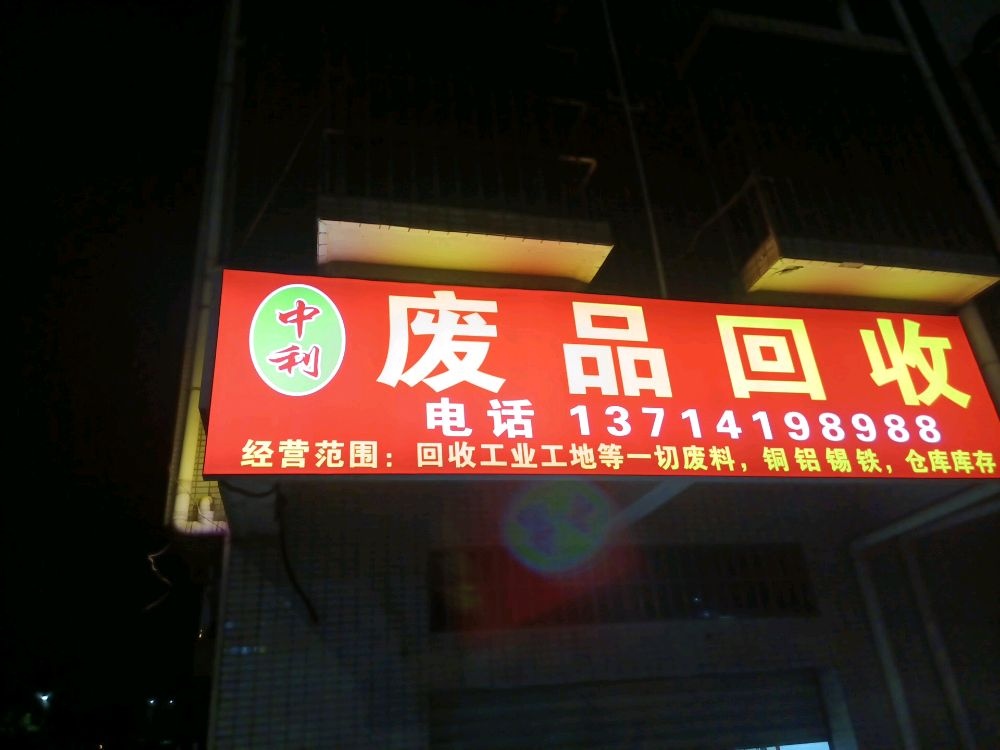 中利
废品回收
电话 13714198988
经营范围：回收工业工地等一切废料，铜铝锡铁，仓库库存